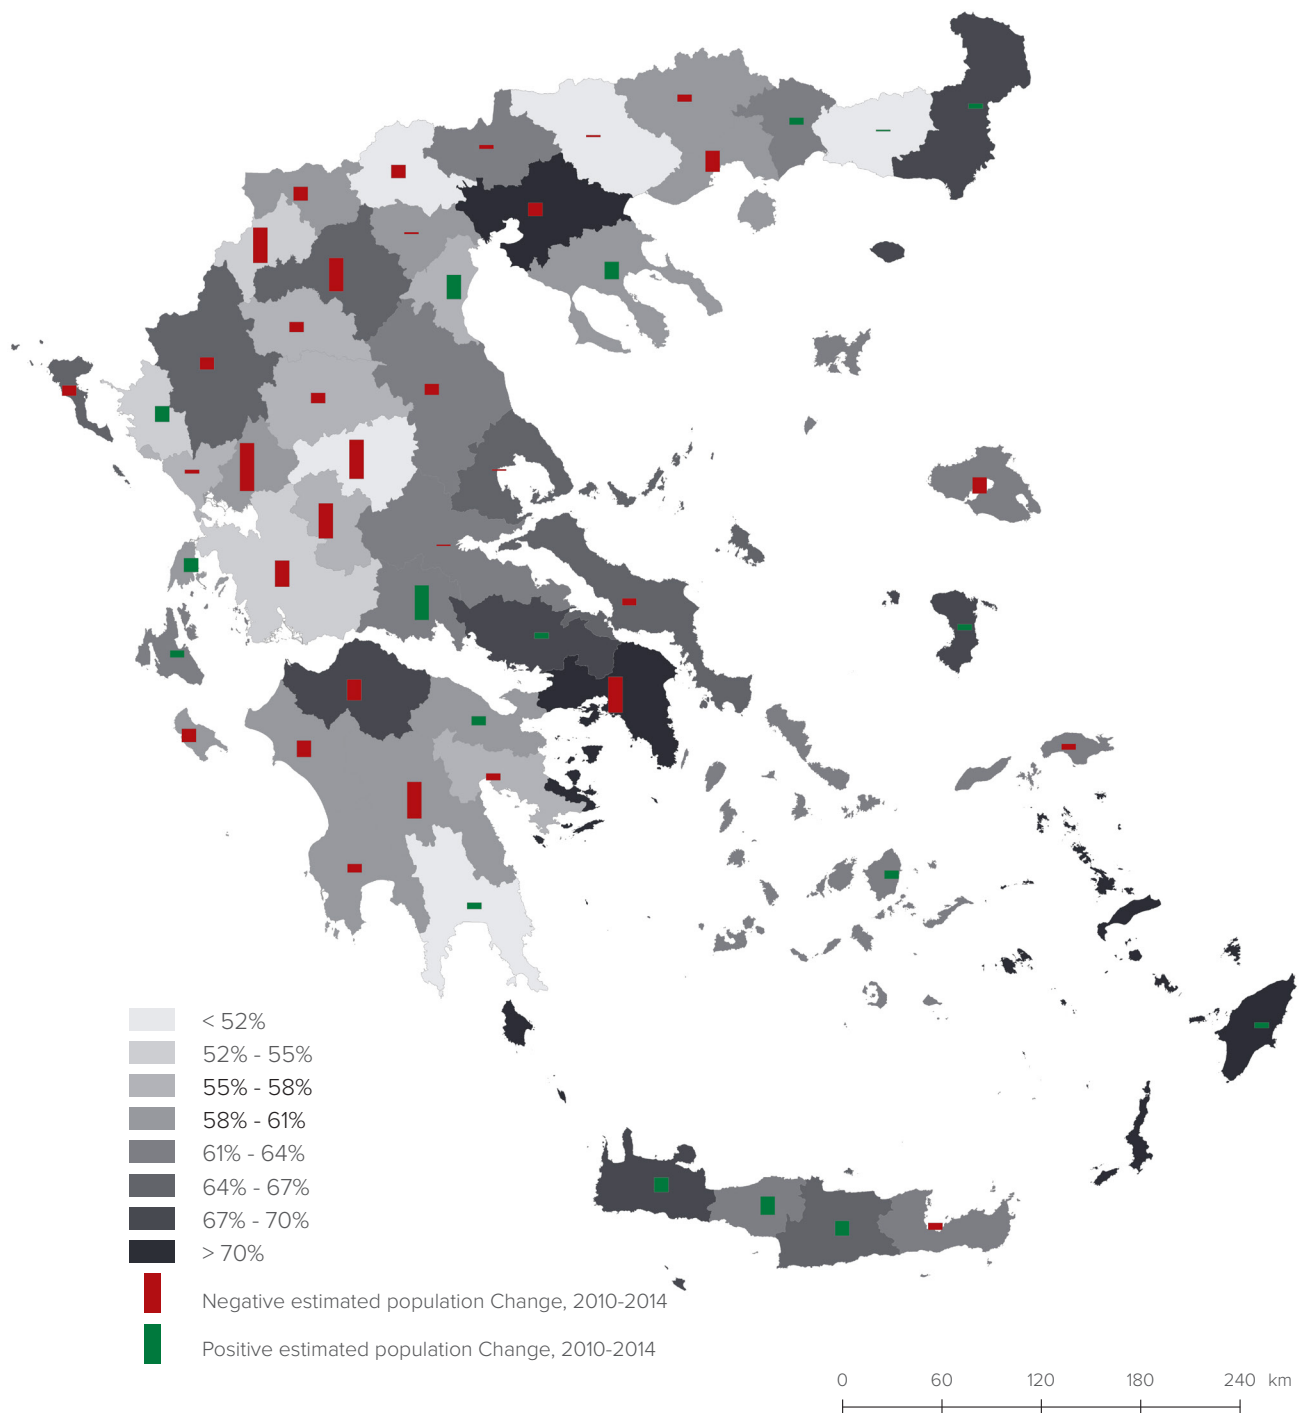 < 52%
52% - 55%
55% - 58%
58% - 61%
61% - 64%
64% - 67%
67% - 70%
> 70%
Negative estimated population Change, 2010-2014
Positive estimated population Change, 2010-2014
0 60 120 180 240 km